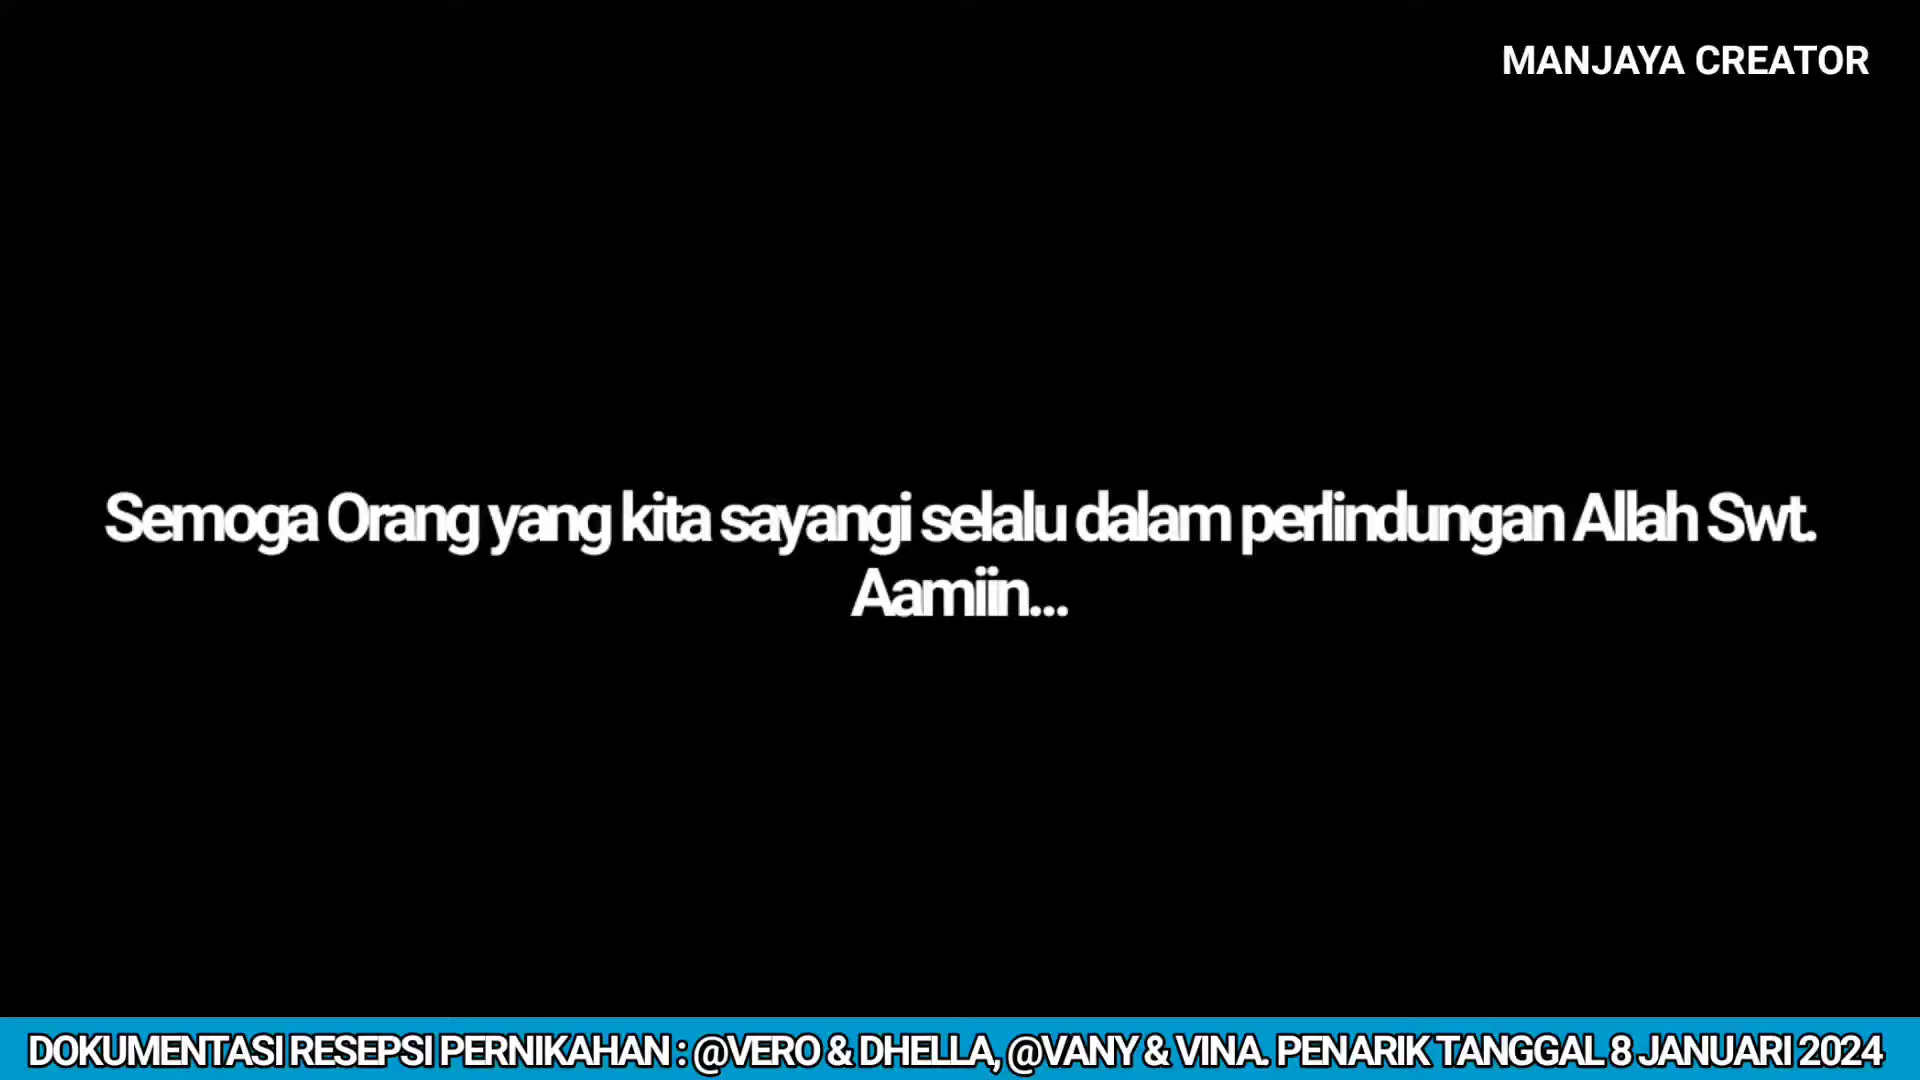 MANJAYA CREATOR
Semoga Orang yang kita sayangi selalu dalam perlindungan Allah Swt.
Aamiin...
DOKUMENTASI RESEPSI PERNIKAHAN : @VERO & DHELLA, @VANY & VINA. PENARIK TANGGAL 8 JANUARI 2024